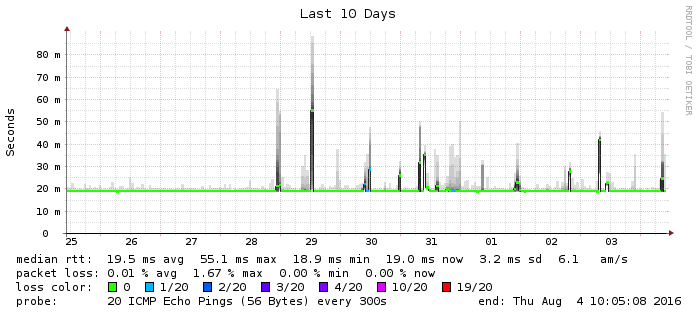 Last 10 Days
RRDTOOL / TOBI OETIKER
Seconds
80 m
70 m
60 m
50 m
40 m
30 m
20 m
10 m
0
25 26 27 28 29 30 31 01 02 03
median rtt: 19.5 ms avg 55.1 ms max 18.9 ms min 19.0 ms now 3.2 ms sd 6.1 am/s
packet loss: 0.01 % avg 1.67 % max 0.00 % min 0.00 % now
loss color: 0 1/20 2/20 3/20 4/20 10/20 19/20
probe: 20 ICMP Echo Pings (56 Bytes) every 300s end: Thu Aug 4 10:05:08 2016